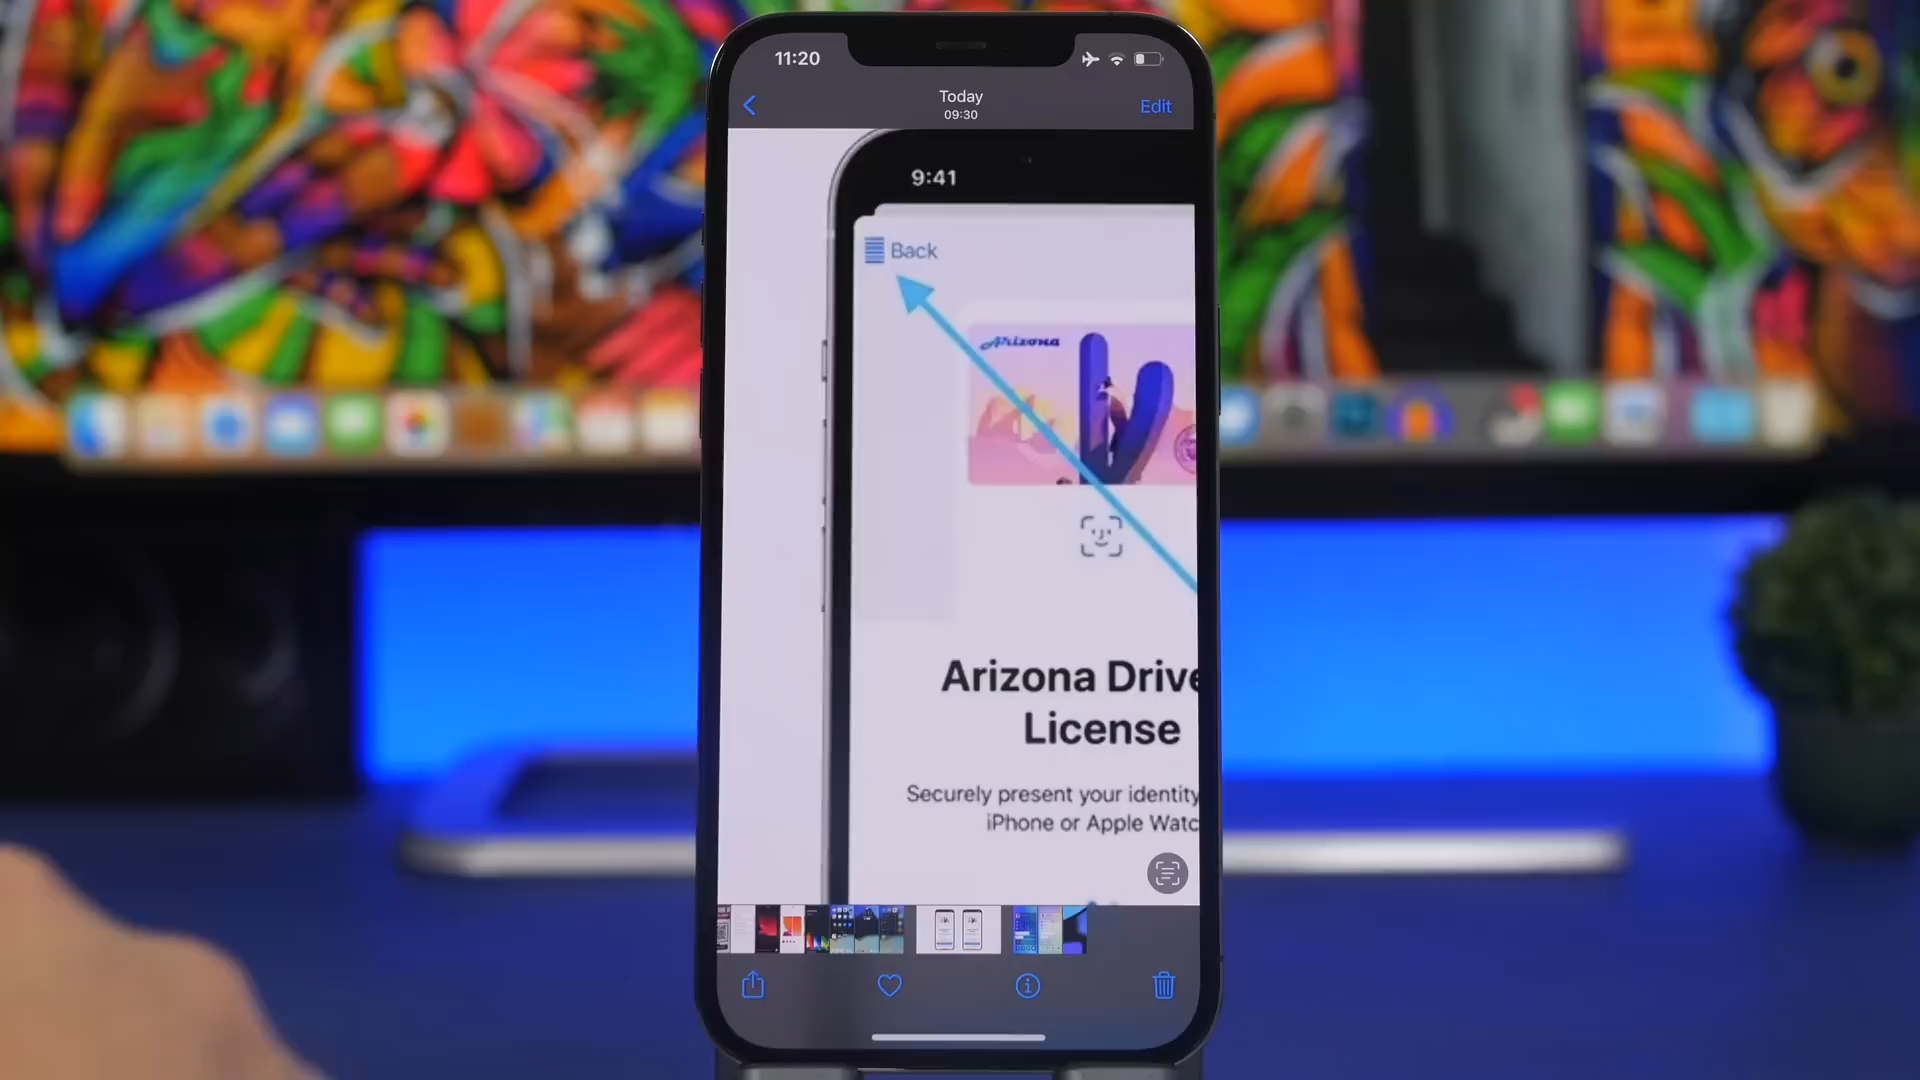 11:20
Today
09:30
Edit
9:41
Back
Arizona
Arizona Drive
License
Securely present your identity
iPhone or Apple Watc